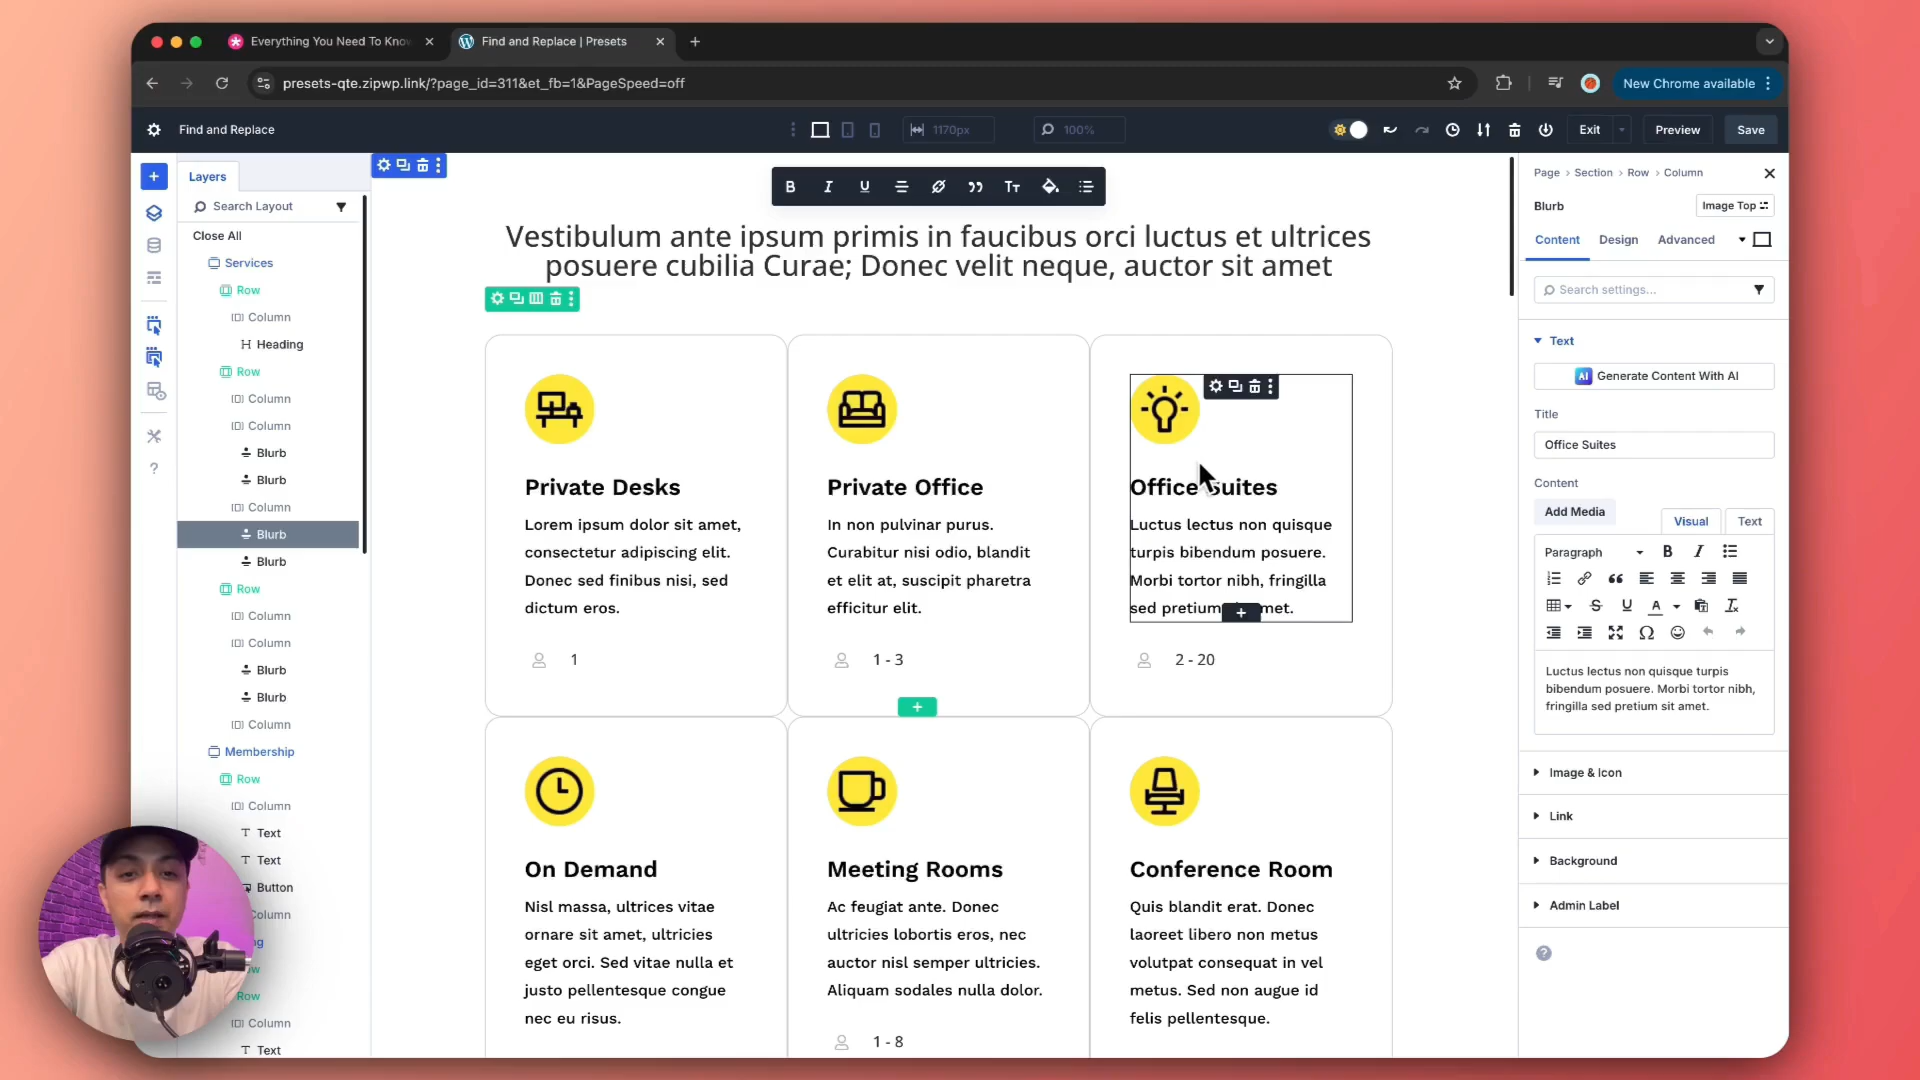 Everything You Need To Know
Find and Replace | Presets
presets-qte.zipwp.link/?page_id=311&et_fb=1&PageSpeed=off
New Chrome available
Find and Replace
1170px
100%
Exit
Preview
Save
Layers
Search Layout
Close All
Services
Row
Column
Heading
Row
Column
Column
Blurb
Blurb
Column
Blurb
Blurb
Row
Column
Column
Blurb
Blurb
Column
Membership
Row
Column
Text
Text
Button
Column
Row
Column
Text
Vestibulum ante ipsum primis in faucibus orci luctus et ultrices
posuere cubilia Curae; Donec velit neque, auctor sit amet
Private Desks
Lorem ipsum dolor sit amet,
consectetur adipiscing elit.
Donec sed finibus nisi, sed
dictum eros.
1
Private Office
In non pulvinar purus.
Curabitur nisi odio, blandit
et elit at, suscipit pharetra
efficitur elit.
1 - 3
Office Suites
Luctus lectus non quisque
turpis bibendum posuere.
Morbi tortor nibh, fringilla
sed pretium sit amet.
2 - 20
On Demand
Nisl massa, ultrices vitae
ornare sit amet, ultricies
eget orci. Sed vitae nulla et
justo pellentesque congue
nec eu risus.
Meeting Rooms
Ac feugiat ante. Donec
ultricies lobortis eros, nec
auctor nisl semper ultricies.
Aliquam sodales nulla dolor.
1 - 8
Conference Room
Quis blandit erat. Donec
laoreet libero non metus
volutpat consequat in vel
metus. Sed non augue id
felis pellentesque.
Page > Section > Row > Column
Blurb
Image Top
Content
Design
Advanced
Search settings...
Text
AI Generate Content With AI
Title
Office Suites
Content
Add Media
Visual
Text
Paragraph
Luctus lectus non quisque turpis
bibendum posuere. Morbi tortor nibh,
fringilla sed pretium sit amet.
Image & Icon
Link
Background
Admin Label